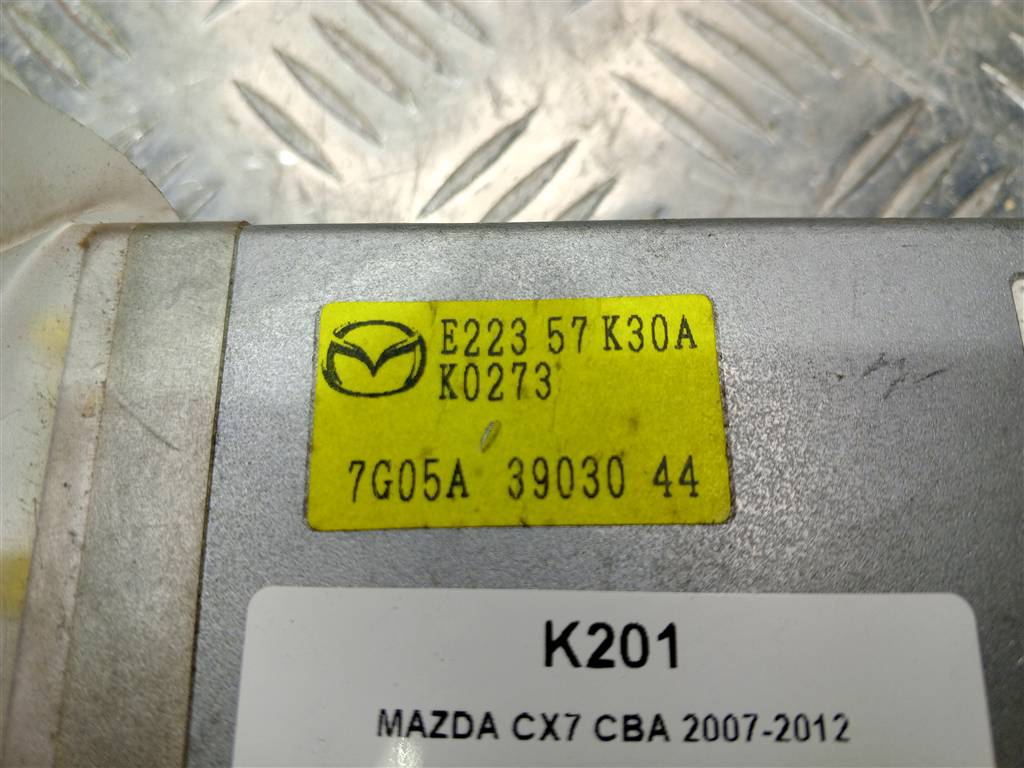 E223 57 K30A
K0273
7G05A 39030 44
K201
MAZDA CX7 CBA 2007-2012